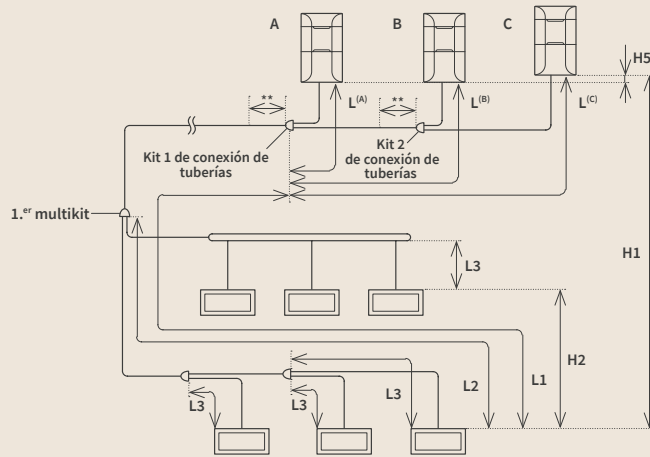 A
B
C
H5
**
**
L(A)
L(B)
L(C)
Kit 1 de conexión de
tuberías
Kit 2
de conexión de
tuberías
1.er multikit
L3
H1
H2
L3
L3
L3
L2
L1